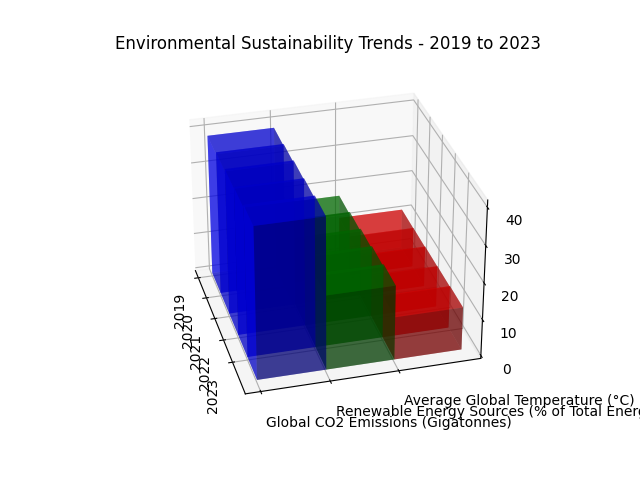 Environmental Sustainability Trends - 2019 to 2023
40
30
20
10
0
2019
2020
2021
2022
2023
Average Global Temperature (°C)
Renewable Energy Sources (% of Total Energ
Global CO2 Emissions (Gigatonnes)